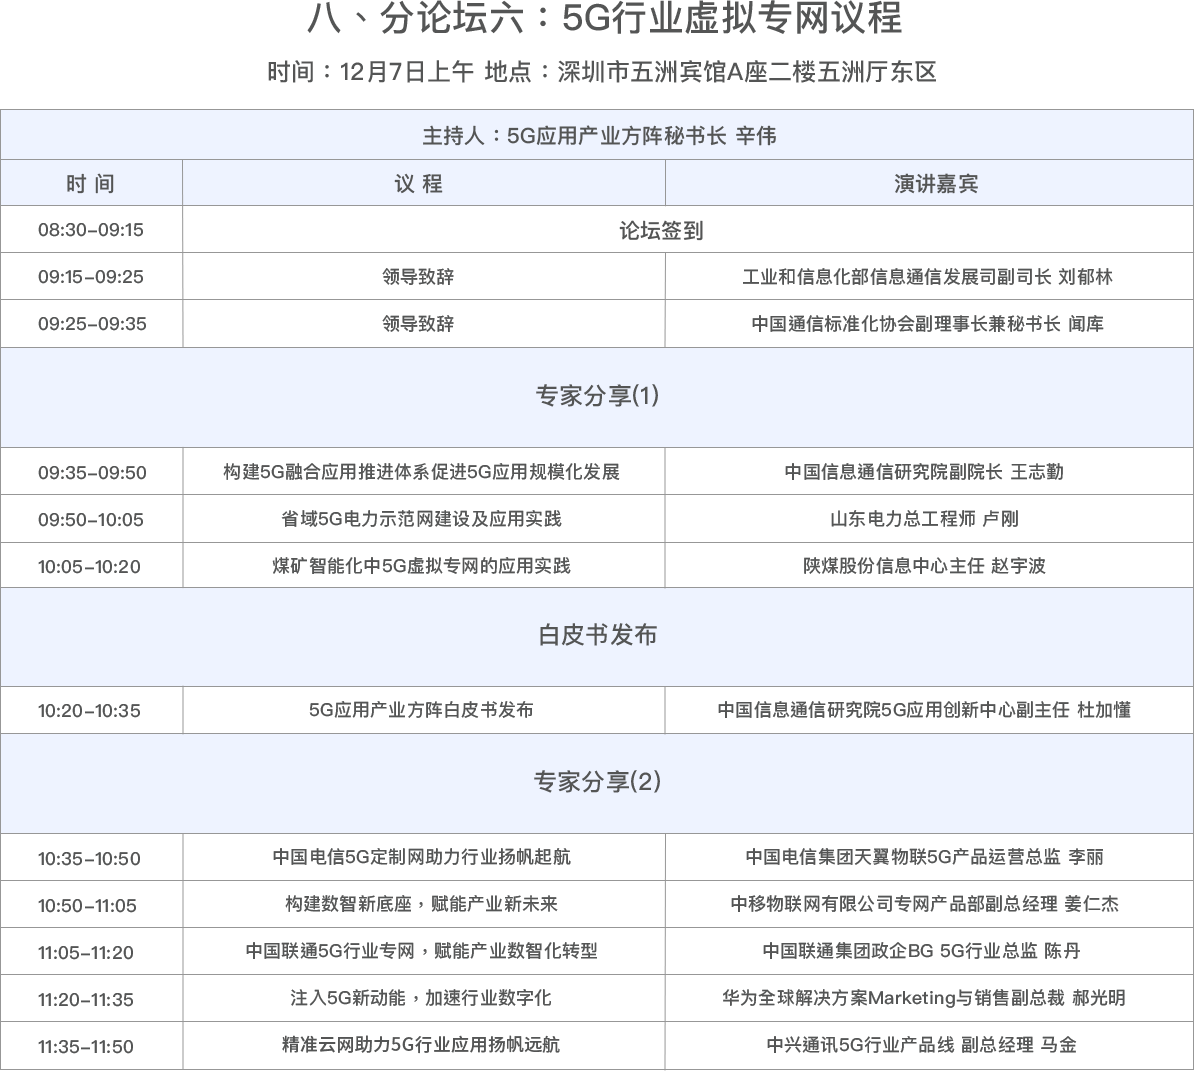 八、分论坛六：5G行业虚拟专网议程
时间：12月7日上午 地点：深圳市五洲宾馆A座二楼五洲厅东区
主持人：5G应用产业方阵秘书长 辛伟
时 间 议 程 演讲嘉宾
08:30-09:15 论坛签到
09:15-09:25 领导致辞 工业和信息化部信息通信发展司副司长 刘郁林
09:25-09:35 领导致辞 中国通信标准化协会副理事长兼秘书长 闻库
专家分享(1)
09:35-09:50 构建5G融合应用推进体系促进5G应用规模化发展 中国信息通信研究院副院长 王志勤
09:50-10:05 省域5G电力示范网建设及应用实践 山东电力总工程师 卢刚
10:05-10:20 煤矿智能化中5G虚拟专网的应用实践 陕煤股份信息中心主任 赵宇波
白皮书发布
10:20-10:35 5G应用产业方阵白皮书发布 中国信息通信研究院5G应用创新中心副主任 杜加懂
专家分享(2)
10:35-10:50 中国电信5G定制网助力行业扬帆起航 中国电信集团天翼物联5G产品运营总监 李丽
10:50-11:05 构建数智新底座，赋能产业新未来 中移物联网有限公司专网产品部副总经理 姜仁杰
11:05-11:20 中国联通5G行业专网，赋能产业数智化转型 中国联通集团政企BG 5G行业总监 陈丹
11:20-11:35 注入5G新动能，加速行业数字化 华为全球解决方案Marketing与销售副总裁 郝光明
11:35-11:50 精准云网助力5G行业应用扬帆远航 中兴通讯5G行业产品线 副总经理 马金